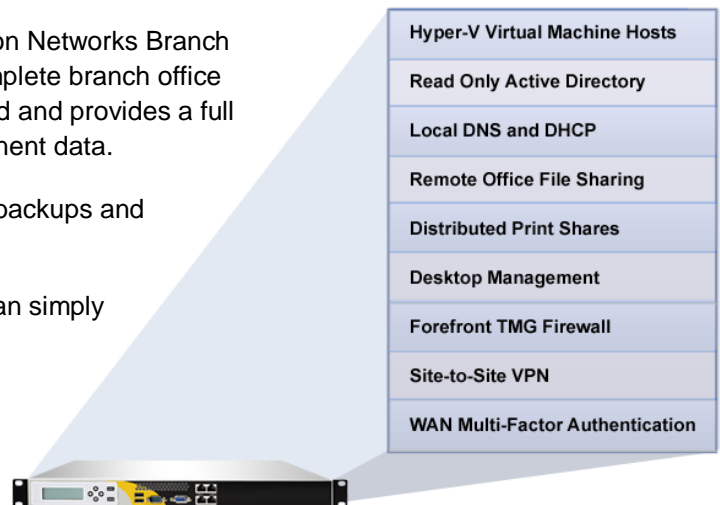 on Networks Branch
plete branch office
d and provides a full
ent data.
backups and
an simply
Hyper-V Virtual Machine Hosts
Read Only Active Directory
Local DNS and DHCP
Remote Office File Sharing
Distributed Print Shares
Desktop Management
Forefront TMG Firewall
Site-to-Site VPN
WAN Multi-Factor Authentication